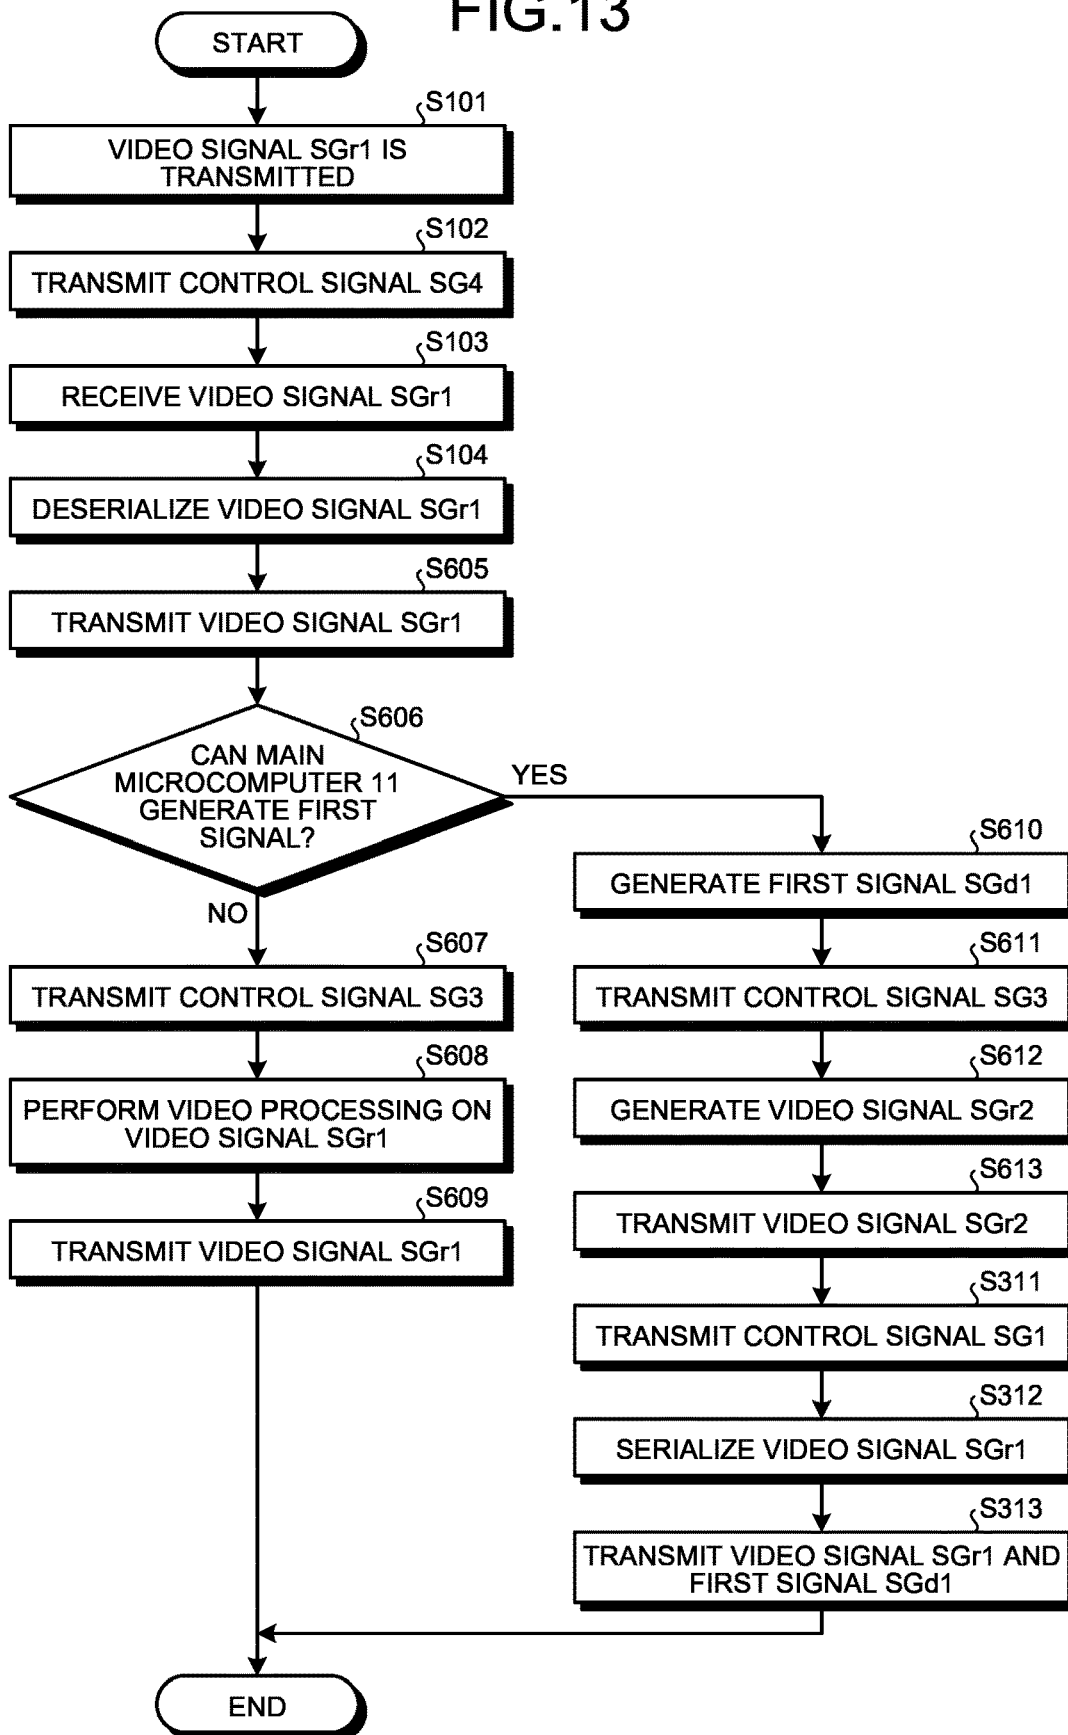 FIG.13
START
S101
VIDEO SIGNAL SGr1 IS
TRANSMITTED
S102
TRANSMIT CONTROL SIGNAL SG4
S103
RECEIVE VIDEO SIGNAL SGr1
S104
DESERIALIZE VIDEO SIGNAL SGr1
S605
TRANSMIT VIDEO SIGNAL SGr1
S606
CAN MAIN
MICROCOMPUTER 11
GENERATE FIRST
SIGNAL?
YES
NO
S607
TRANSMIT CONTROL SIGNAL SG3
S608
PERFORM VIDEO PROCESSING ON
VIDEO SIGNAL SGr1
S609
TRANSMIT VIDEO SIGNAL SGr1
S610
GENERATE FIRST SIGNAL SGd1
S611
TRANSMIT CONTROL SIGNAL SG3
S612
GENERATE VIDEO SIGNAL SGr2
S613
TRANSMIT VIDEO SIGNAL SGr2
S311
TRANSMIT CONTROL SIGNAL SG1
S312
SERIALIZE VIDEO SIGNAL SGr1
S313
TRANSMIT VIDEO SIGNAL SGr1 AND
FIRST SIGNAL SGd1
END